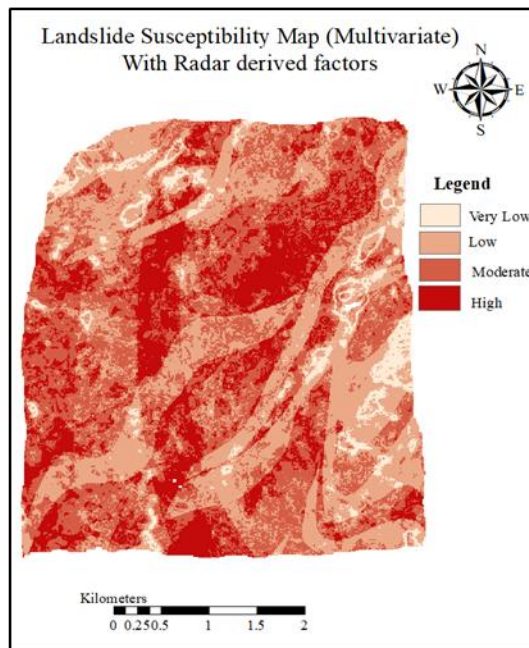 Landslide Susceptibility Map (Multivariate)
With Radar derived factors
N
W E
S
Legend
Very Low
Low
Moderate
High
Kilometers
0 0.250.5 1 1.5 2